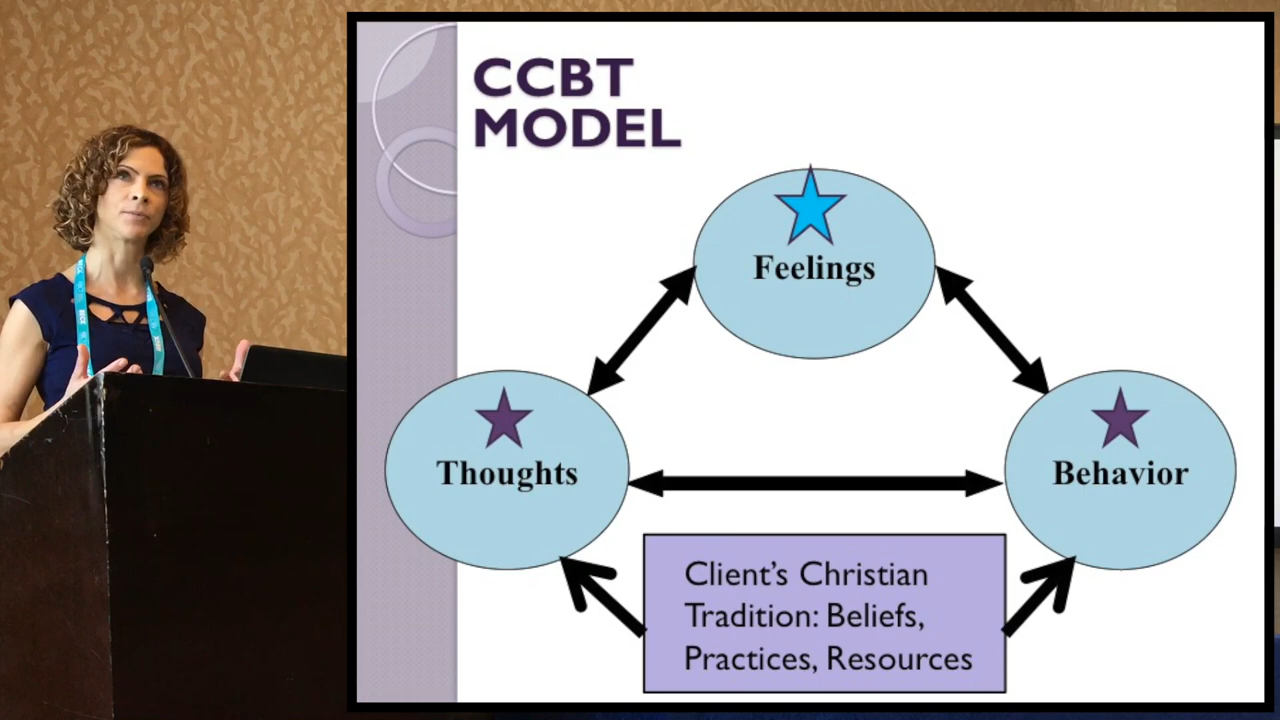 CCBT
MODEL
Feelings
Thoughts
Behavior
Client’s Christian
Tradition: Beliefs,
Practices, Resources